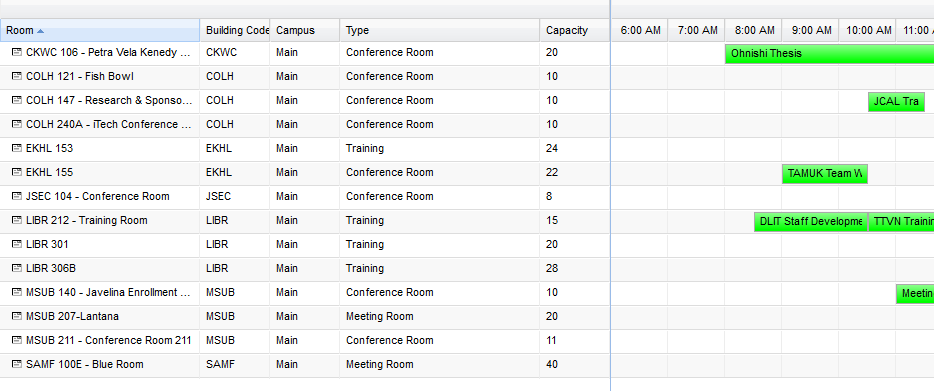 Room Building Code Campus Type Capacity 6:00 AM 7:00 AM 8:00 AM 9:00 AM 10:00 AM 11:00
CKWC 106 - Petra Vela Kenedy ... CKWC Main Conference Room 20 Ohnishi Thesis
COLH 121 - Fish Bowl COLH Main Conference Room 10
COLH 147 - Research & Sponso... COLH Main Conference Room 10 JCAL Tra
COLH 240A - iTech Conference ... COLH Main Conference Room 10
EKHL 153 EKHL Main Training 24
EKHL 155 EKHL Main Conference Room 22 TAMUK Team W
JSEC 104 - Conference Room JSEC Main Conference Room 8
LIBR 212 - Training Room LIBR Main Training 15 DLIT Staff Developme TTVN Trainin
LIBR 301 LIBR Main Training 20
LIBR 306B LIBR Main Training 28
MSUB 140 - Javelina Enrollment ... MSUB Main Conference Room 10 Meetin
MSUB 207-Lantana MSUB Main Meeting Room 20
MSUB 211 - Conference Room 211 MSUB Main Conference Room 11
SAMF 100E - Blue Room SAMF Main Meeting Room 40